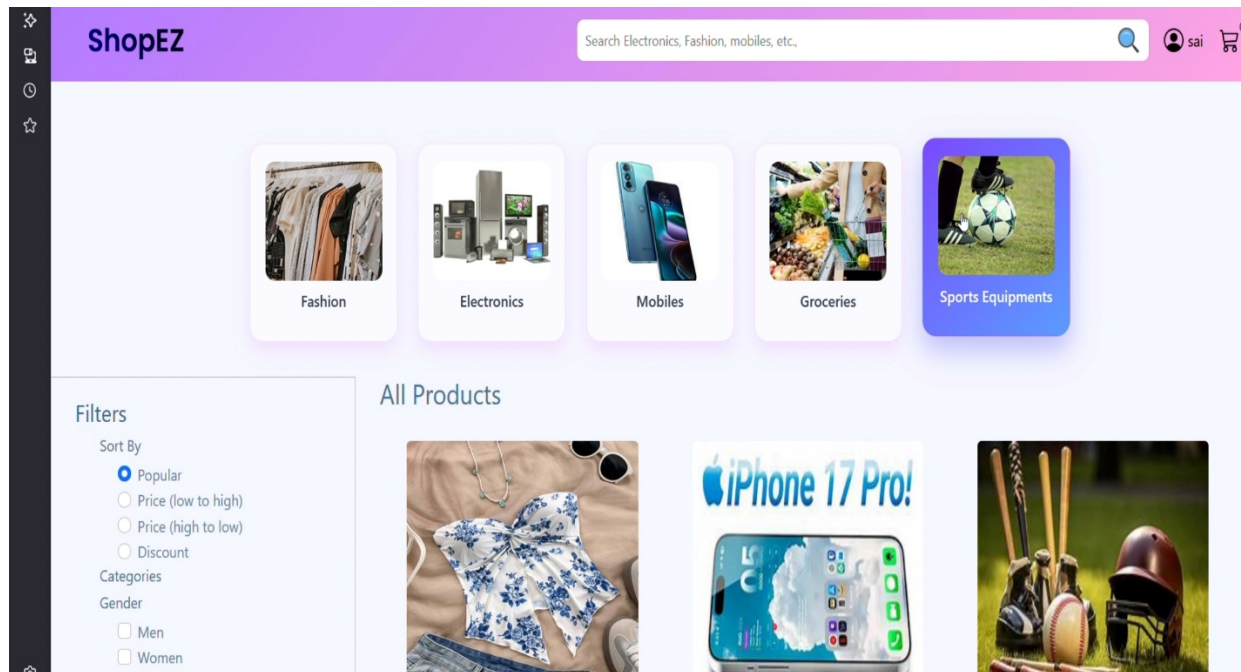 ShopEZ
Search Electronics, Fashion, mobiles, etc.,
sai
Fashion
Electronics
Mobiles
Groceries
Sports Equipments
Filters
Sort By
Popular
Price (low to high)
Price (high to low)
Discount
Categories
Gender
Men
Women
All Products
iPhone 17 Pro!